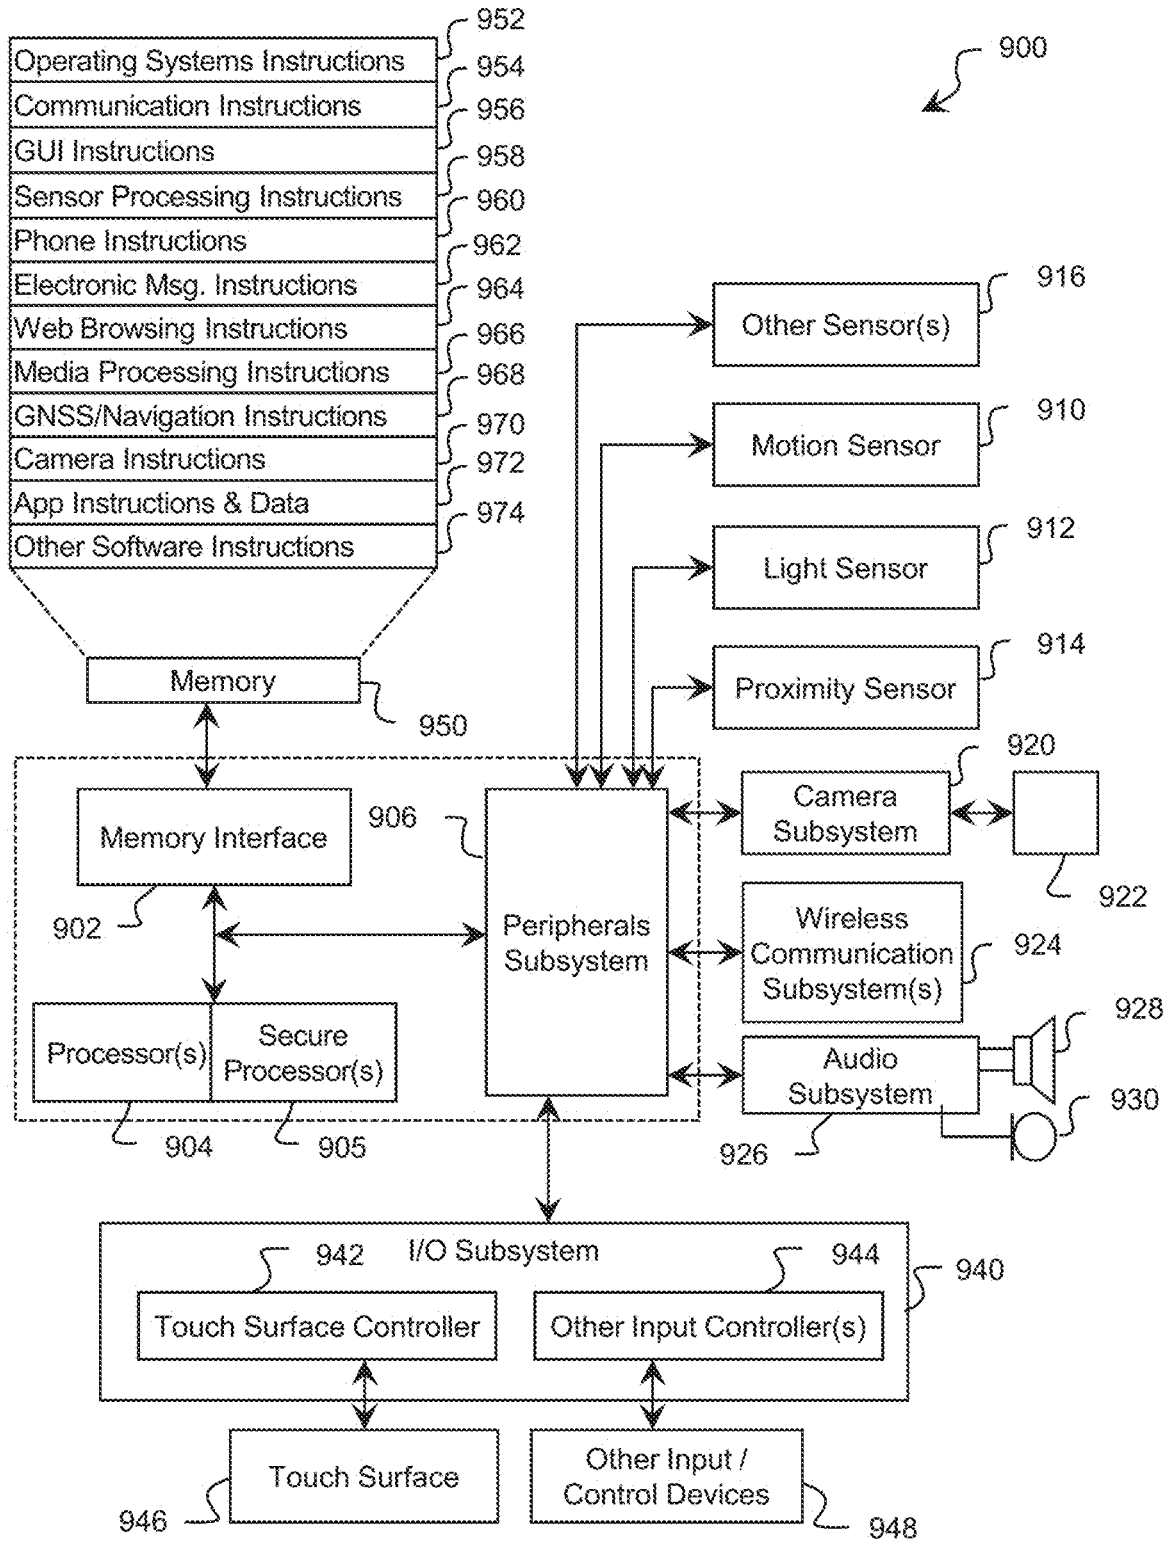 952
Operating Systems Instructions
954
Communication Instructions
956
GUI Instructions
958
Sensor Processing Instructions
960
Phone Instructions
962
Electronic Msg. Instructions
964
Web Browsing Instructions
966
Media Processing Instructions
968
GNSS/Navigation Instructions
970
Camera Instructions
972
App Instructions & Data
974
Other Software Instructions
900
916
Other Sensor(s)
910
Motion Sensor
912
Light Sensor
914
Proximity Sensor
Memory
950
920
Camera
Subsystem
922
906
Memory Interface
902
Peripherals
Subsystem
Wireless
Communication
Subsystem(s)
924
Processor(s)
Secure
Processor(s)
904
905
Audio
Subsystem
928
930
926
I/O Subsystem
942
944
940
Touch Surface Controller
Other Input Controller(s)
Touch Surface
946
Other Input /
Control Devices
948